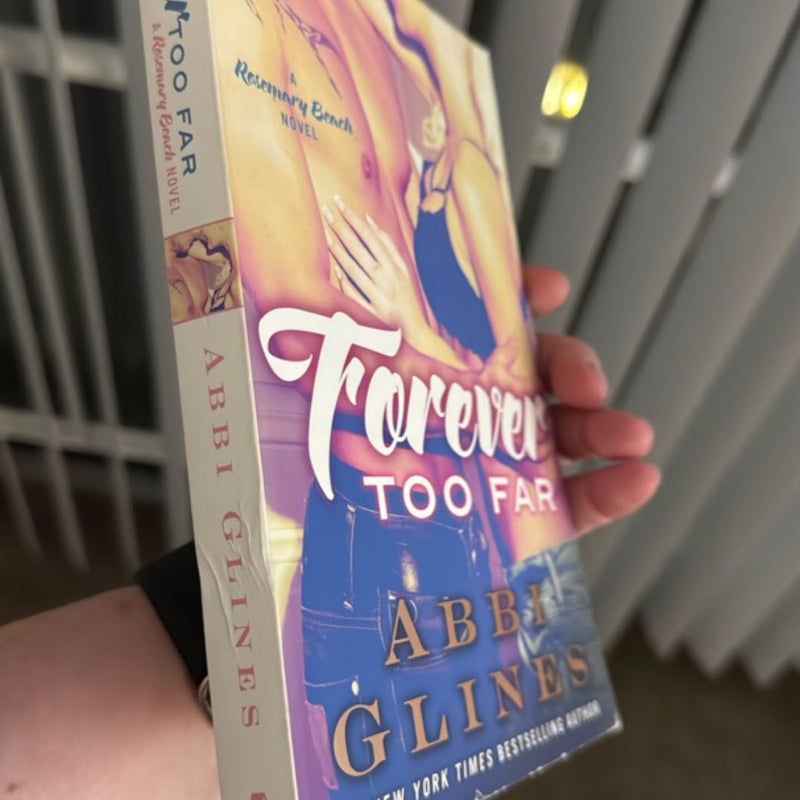 TOO FAR
A Rosemary Beach NOVEL
ABBI GLINES
A
Rosemary Beach
NOVEL
Forever
TOO FAR
ABBI
GLINES
NEW YORK TIMES BESTSELLING AUTHOR